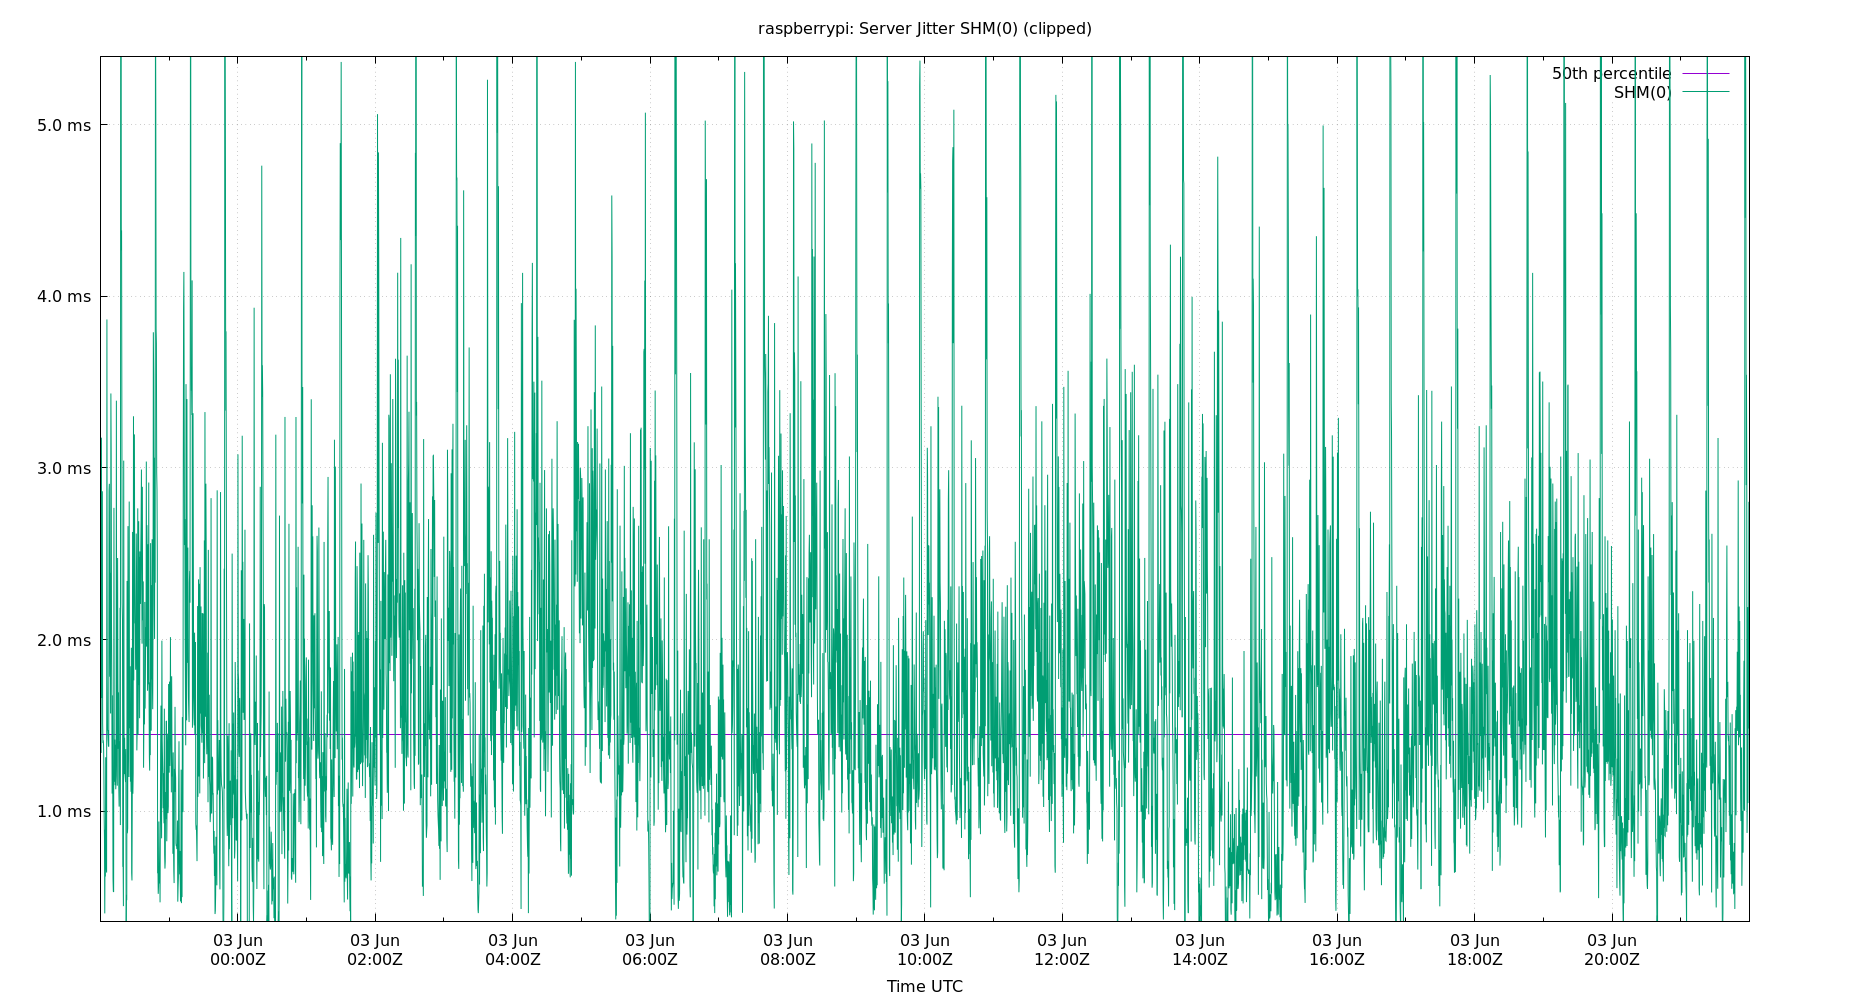 raspberrypi: Server Jitter SHM(0) (clipped)
50th percentile
SHM(0)
5.0 ms
4.0 ms
3.0 ms
2.0 ms
1.0 ms
03 Jun 03 Jun 03 Jun 03 Jun 03 Jun 03 Jun 03 Jun 03 Jun 03 Jun 03 Jun 03 Jun
00:00Z 02:00Z 04:00Z 06:00Z 08:00Z 10:00Z 12:00Z 14:00Z 16:00Z 18:00Z 20:00Z
Time UTC